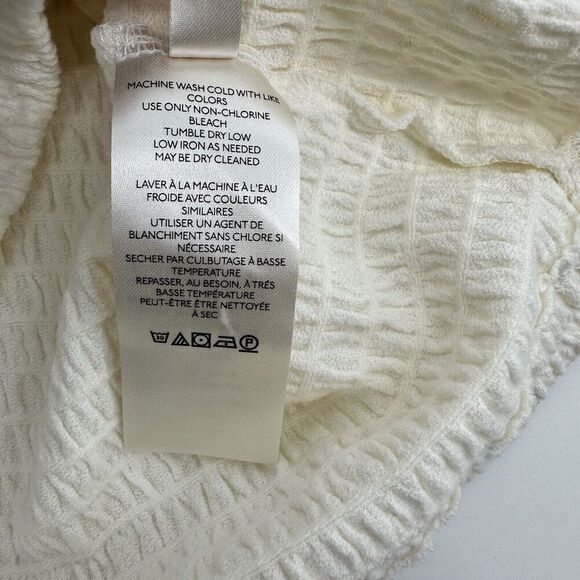 MACHINE WASH COLD WITH LIKE
COLORS
USE ONLY NON-CHLORINE
BLEACH
TUMBLE DRY LOW
LOW IRON AS NEEDED
MAY BE DRY CLEANED
LAVER À LA MACHINE À L'EAU
FROIDE AVEC COULEURS
SIMILAIRES
UTILISER UN AGENT DE
BLANCHIMENT SANS CHLORE SI
NÉCESSAIRE
SECHER PAR CULBUTAGE À BASSE
TEMPERATURE
REPASSER, AU BESOIN, À TRÉS
BASSE TEMPÉRATURE
PEUT-ÊTRE ÊTRE NETTOYÉE
À SEC
30 P